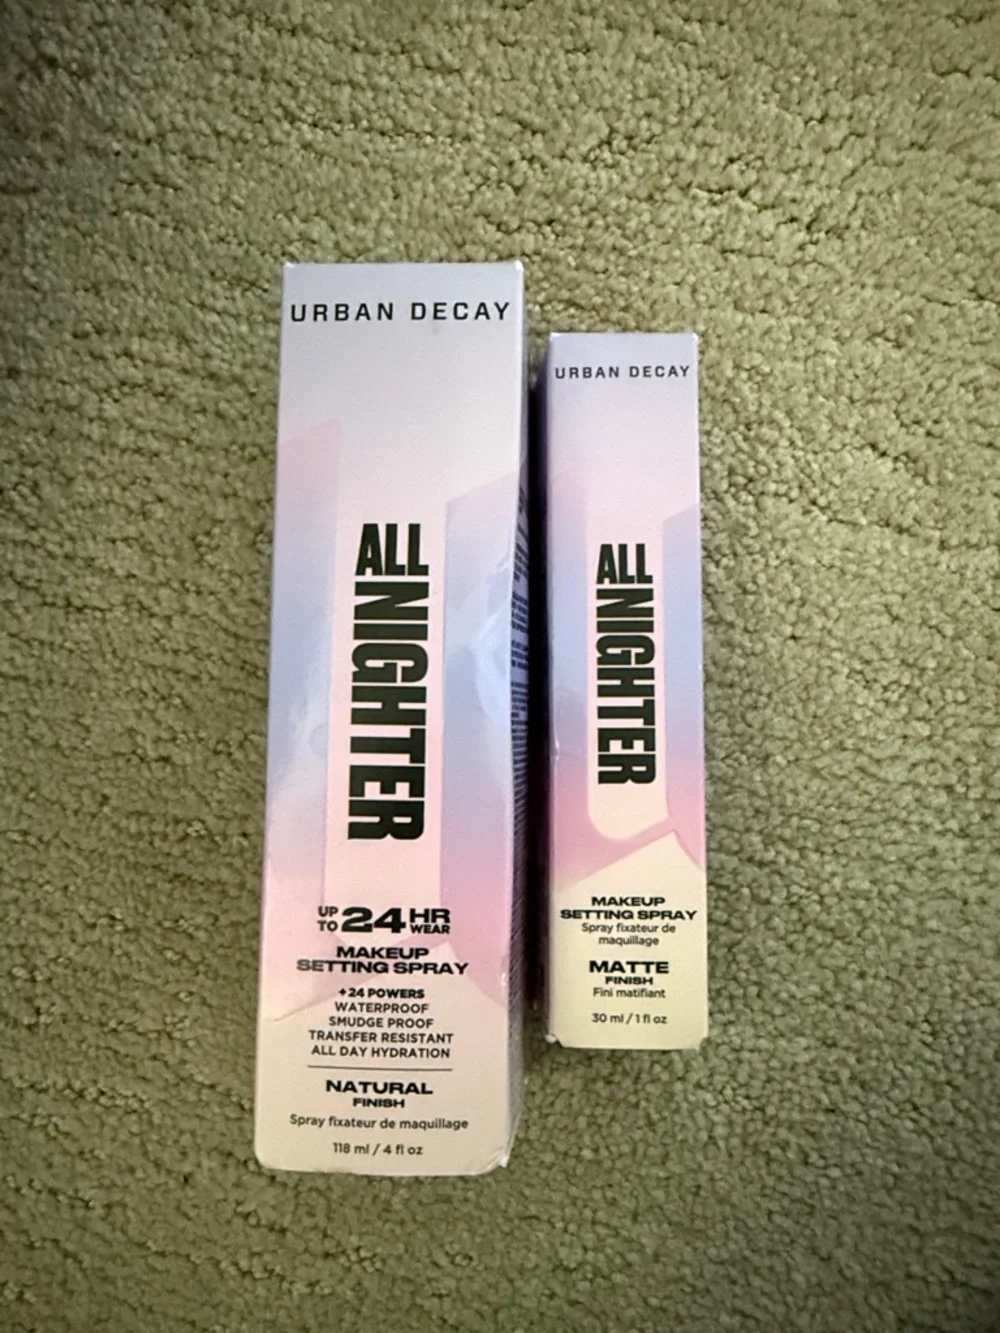 URBAN DECAY
ALL
NIGHTER
UP
TO
24
HR
WEAR
MAKEUP
SETTING SPRAY
+24 POWERS
WATERPROOF
SMUDGE PROOF
TRANSFER RESISTANT
ALL DAY HYDRATION
NATURAL
FINISH
Spray fixateur de maquillage
118 ml / 4 fl oz
URBAN DECAY
ALL
NIGHTER
MAKEUP
SETTING SPRAY
Spray fixateur de
maquillage
MATTE
FINISH
Fini matifiant
30 ml / 1 fl oz